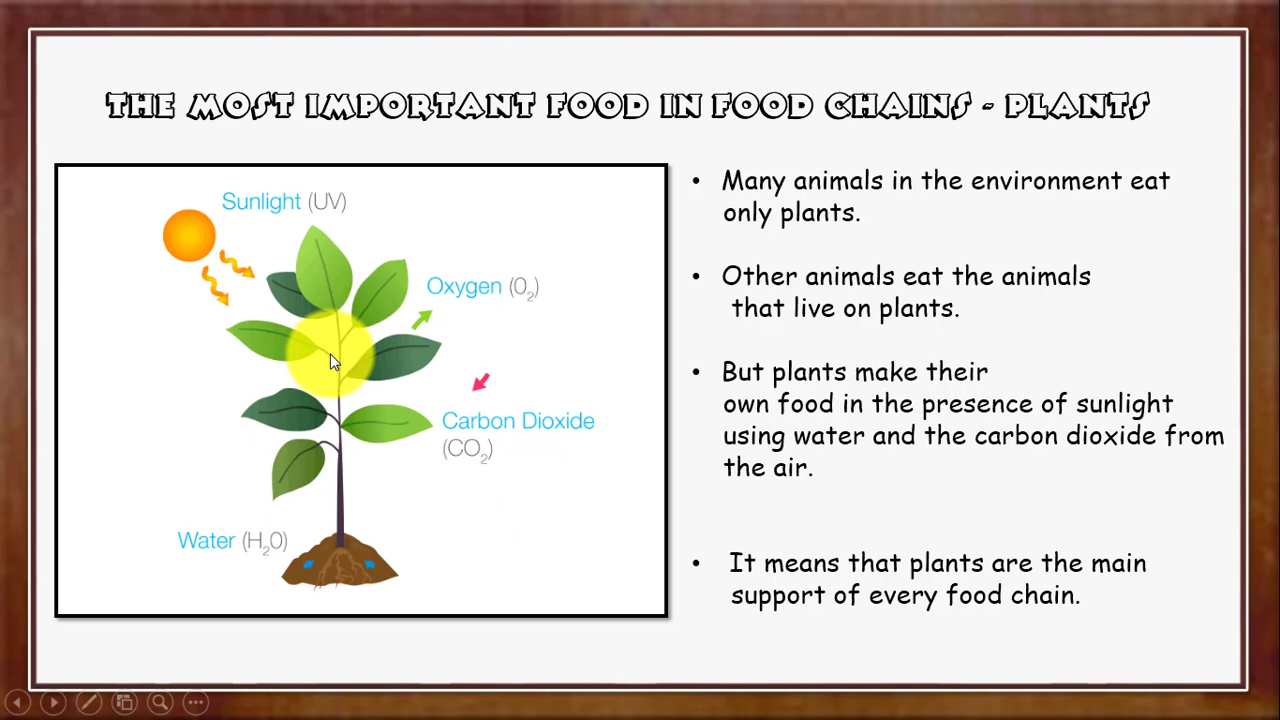 THE MOST IMPORTANT FOOD IN FOOD CHAINS - PLANTS
Sunlight (UV)
Oxygen (0₂)
Carbon Dioxide
(CO₂)
Water (H₂0)
• Many animals in the environment eat
only plants.
• Other animals eat the animals
that live on plants.
• But plants make their
own food in the presence of sunlight
using water and the carbon dioxide from
the air.
• It means that plants are the main
support of every food chain.